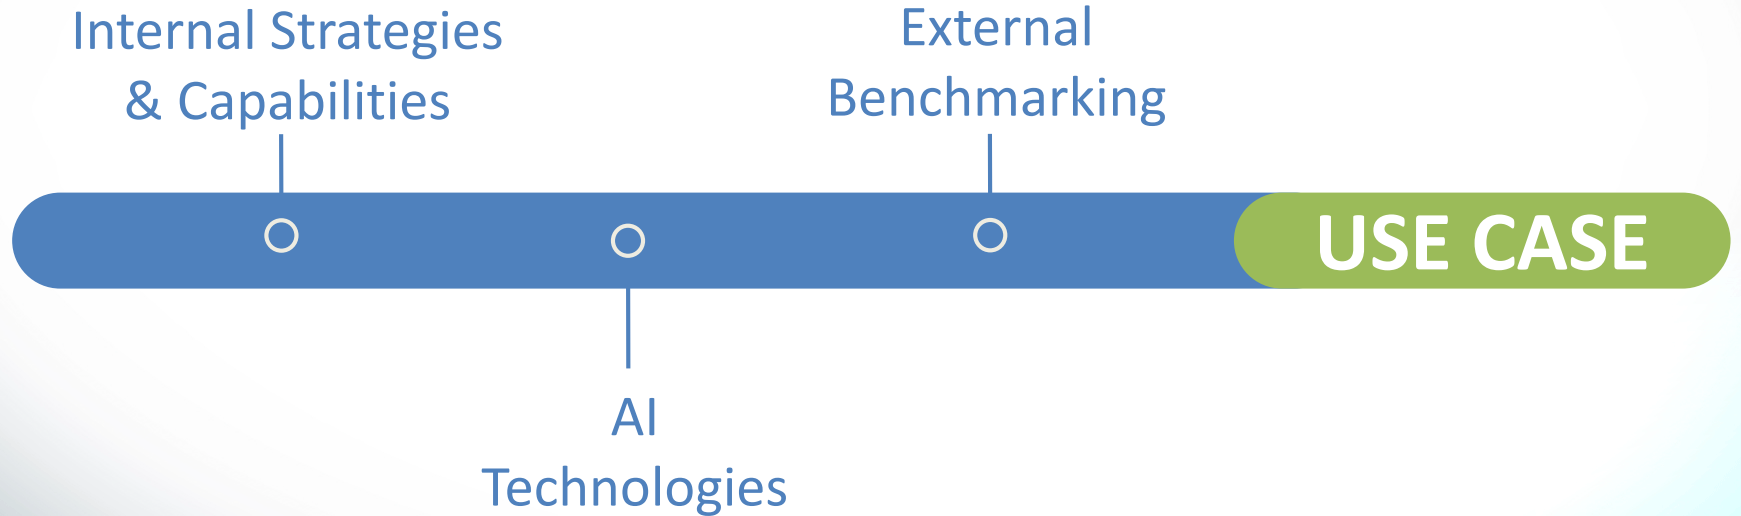 Internal Strategies
& Capabilities
External
Benchmarking
USE CASE
AI
Technologies